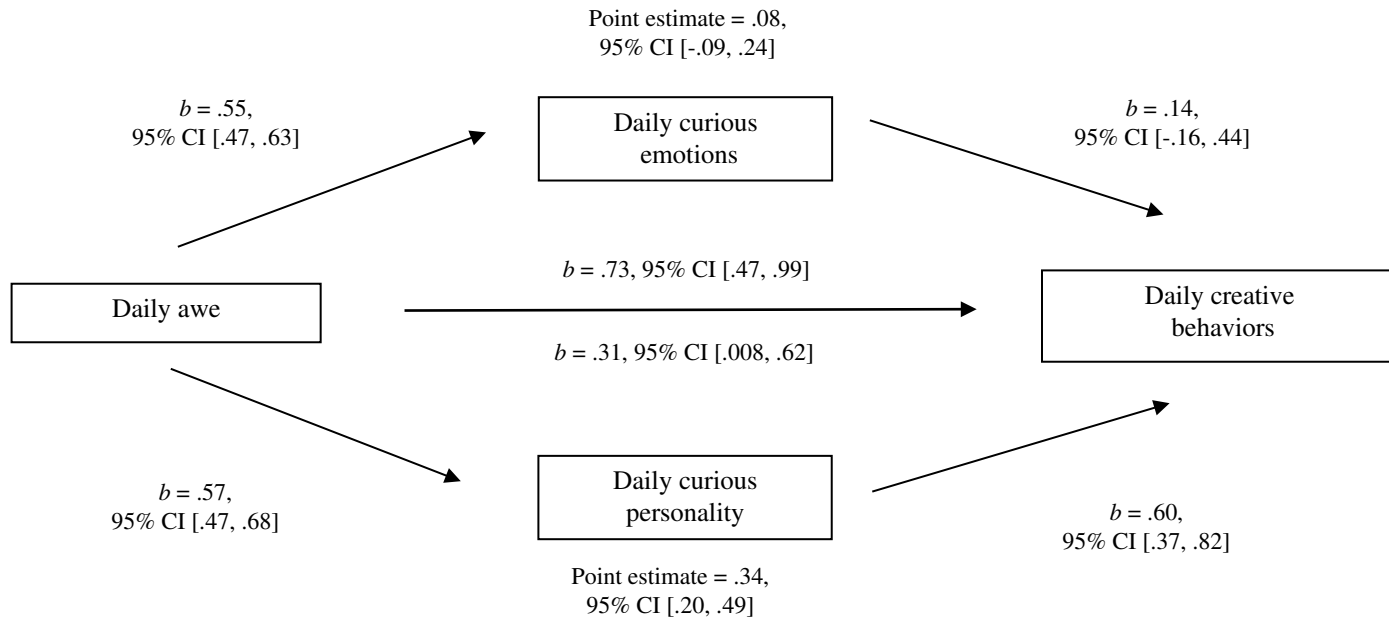 Point estimate = .08,
95% CI [-.09, .24]
b = .55,
95% CI [.47, .63]
Daily curious
emotions
b = .14,
95% CI [-.16, .44]
b = .73, 95% CI [.47, .99]
Daily awe
Daily creative
behaviors
b = .31, 95% CI [.008, .62]
b = .57,
95% CI [.47, .68]
Daily curious
personality
b = .60,
95% CI [.37, .82]
Point estimate = .34,
95% CI [.20, .49]